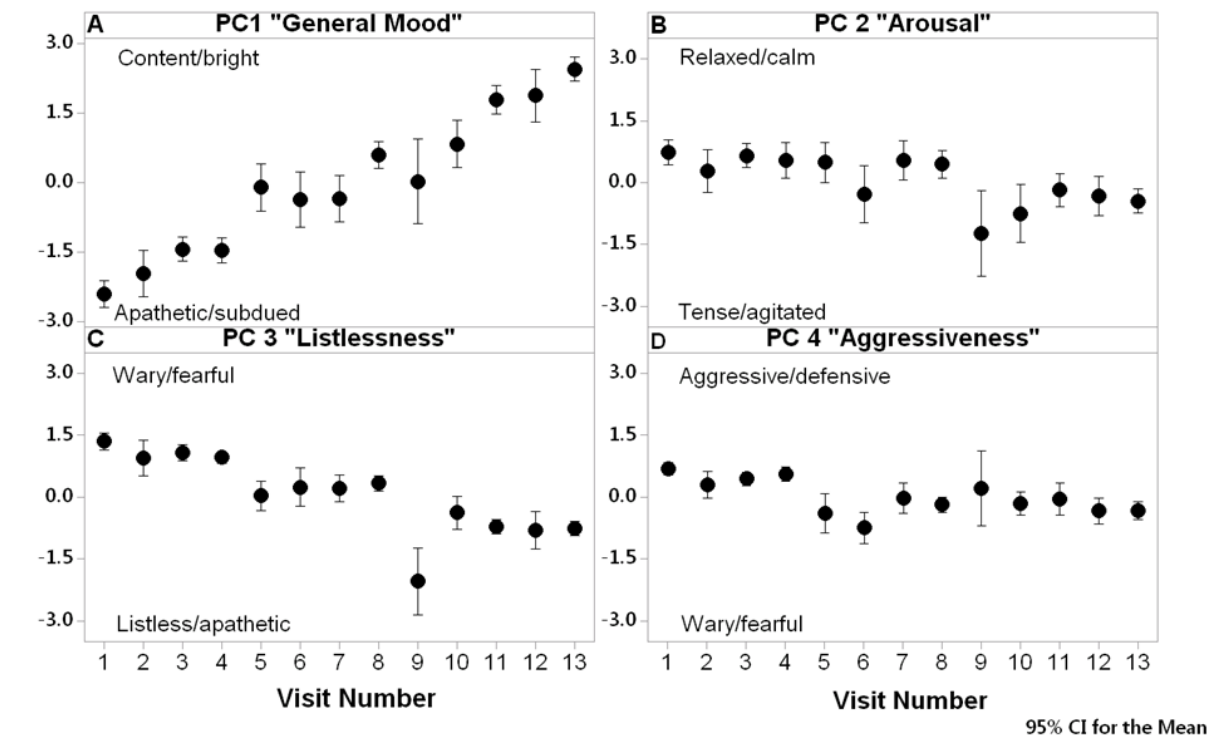 A PC1 "General Mood"
3.0
Content/bright
1.5
0.0
-1.5
-3.0
Apathetic/subdued
B PC 2 "Arousal"
3.0
Relaxed/calm
1.5
0.0
-1.5
-3.0
Tense/agitated
C PC 3 "Listlessness"
3.0
Wary/fearful
1.5
0.0
-1.5
-3.0
Listless/apathetic
1 2 3 4 5 6 7 8 9 10 11 12 13
Visit Number
D PC 4 "Aggressiveness"
3.0
Aggressive/defensive
1.5
0.0
-1.5
-3.0
Wary/fearful
1 2 3 4 5 6 7 8 9 10 11 12 13
Visit Number
95% CI for the Mean